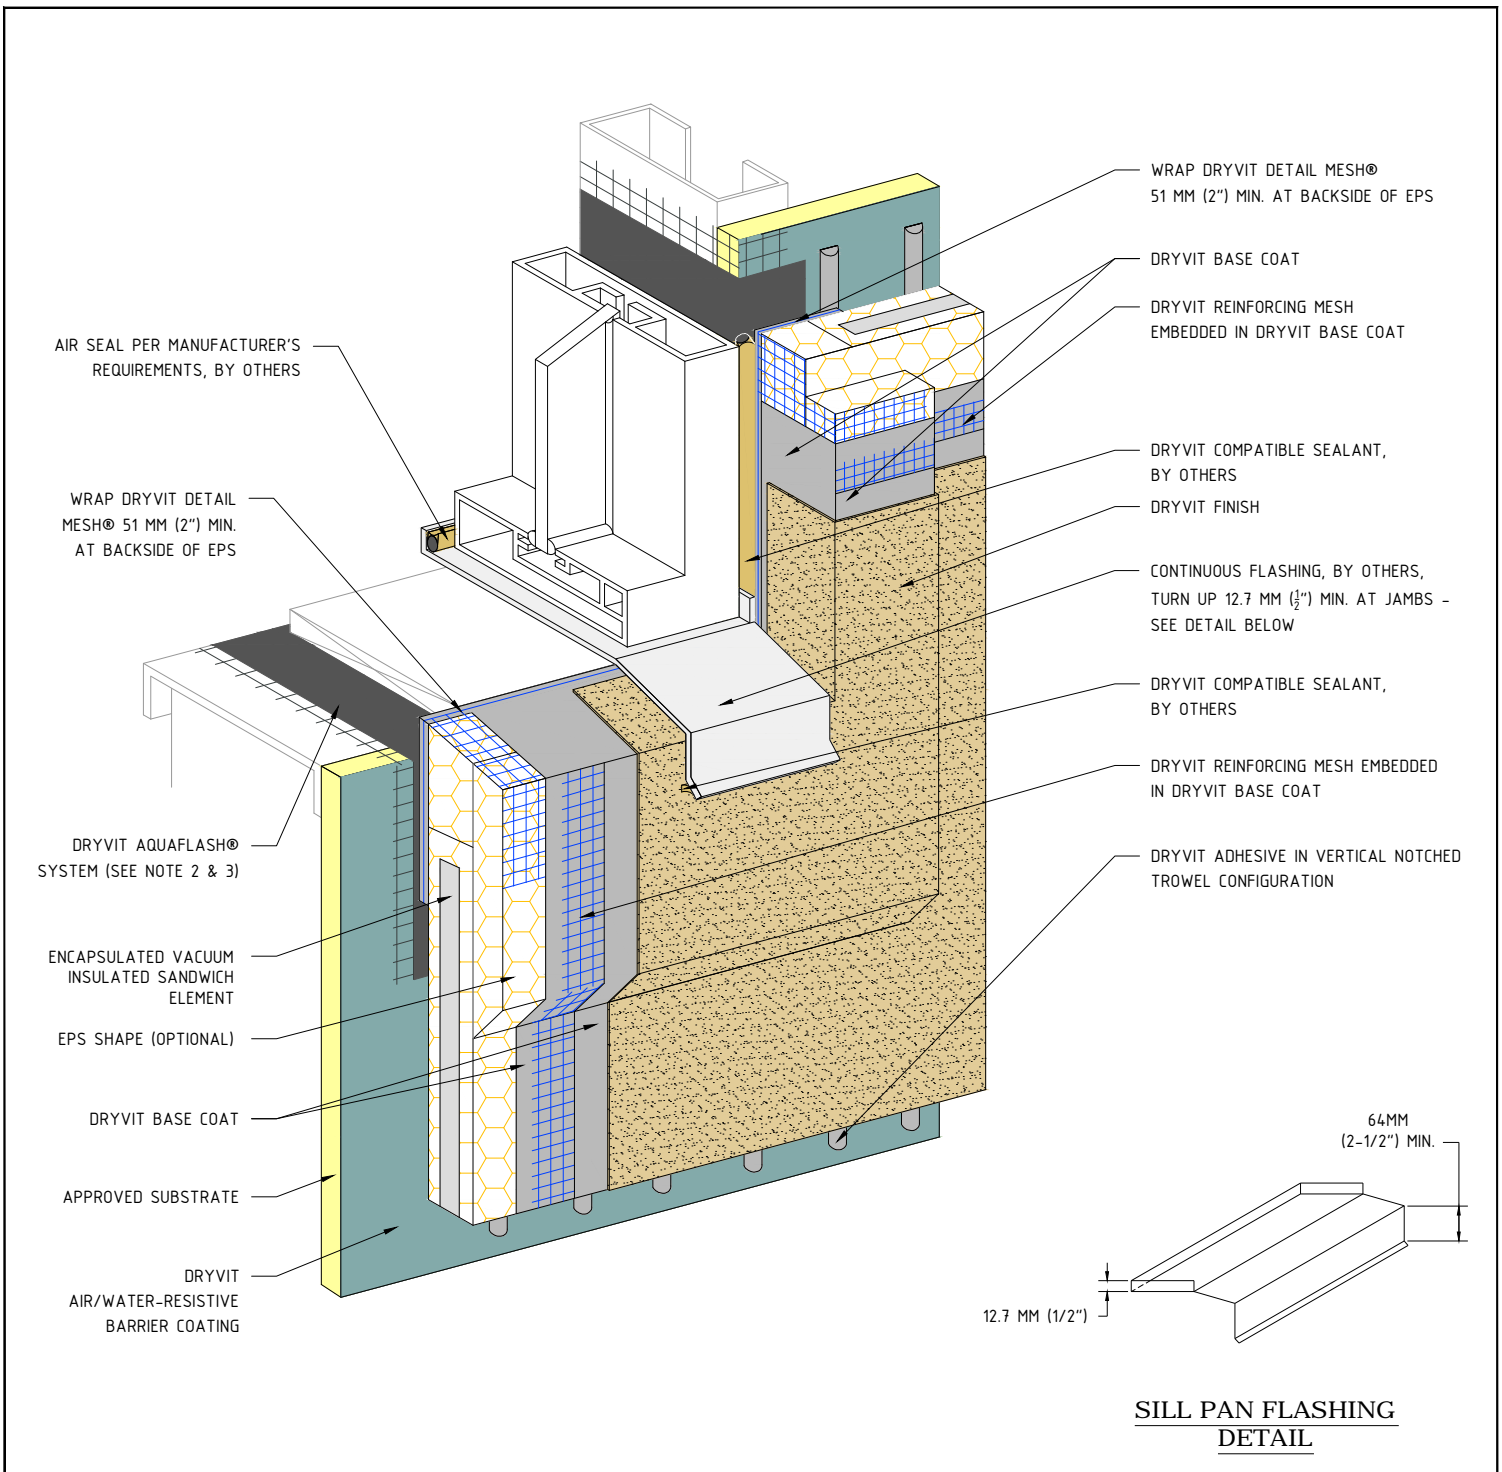 WRAP DRYVIT DETAIL MESH®
51 MM (2") MIN. AT BACKSIDE OF EPS
DRYVIT BASE COAT
DRYVIT REINFORCING MESH
EMBEDDED IN DRYVIT BASE COAT
AIR SEAL PER MANUFACTURER'S
REQUIREMENTS, BY OTHERS
DRYVIT COMPATIBLE SEALANT,
BY OTHERS
WRAP DRYVIT DETAIL
MESH® 51 MM (2") MIN.
AT BACKSIDE OF EPS
DRYVIT FINISH
CONTINUOUS FLASHING, BY OTHERS,
TURN UP 12.7 MM (½") MIN. AT JAMBS -
SEE DETAIL BELOW
DRYVIT COMPATIBLE SEALANT,
BY OTHERS
DRYVIT REINFORCING MESH EMBEDDED
IN DRYVIT BASE COAT
DRYVIT AQUAFLASH®
SYSTEM (SEE NOTE 2 & 3)
DRYVIT ADHESIVE IN VERTICAL NOTCHED
TROWEL CONFIGURATION
ENCAPSULATED VACUUM
INSULATED SANDWICH
ELEMENT
EPS SHAPE (OPTIONAL)
DRYVIT BASE COAT
APPROVED SUBSTRATE
DRYVIT
AIR/WATER-RESISTIVE
BARRIER COATING
64MM
(2-1/2") MIN.
12.7 MM (1/2")
SILL PAN FLASHING
DETAIL